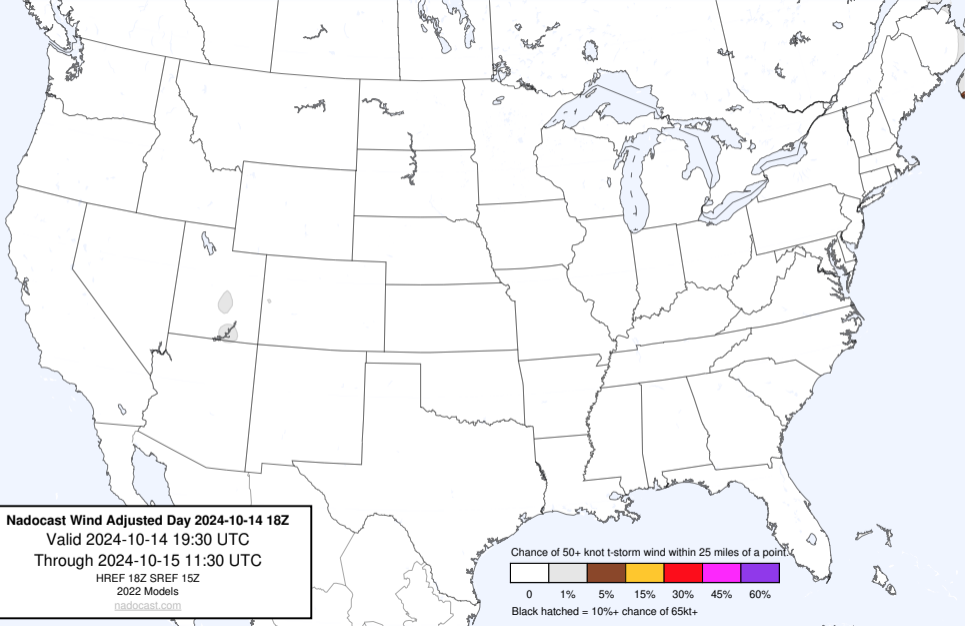 Nadocast Wind Adjusted Day 2024-10-14 18Z
Valid 2024-10-14 19:30 UTC
Through 2024-10-15 11:30 UTC
HREF 18Z SREF 15Z
2022 Models
nadocast.com
Chance of 50+ knot t-storm wind within 25 miles of a point.
0 1% 5% 15% 30% 45% 60%
Black hatched = 10%+ chance of 65kt+